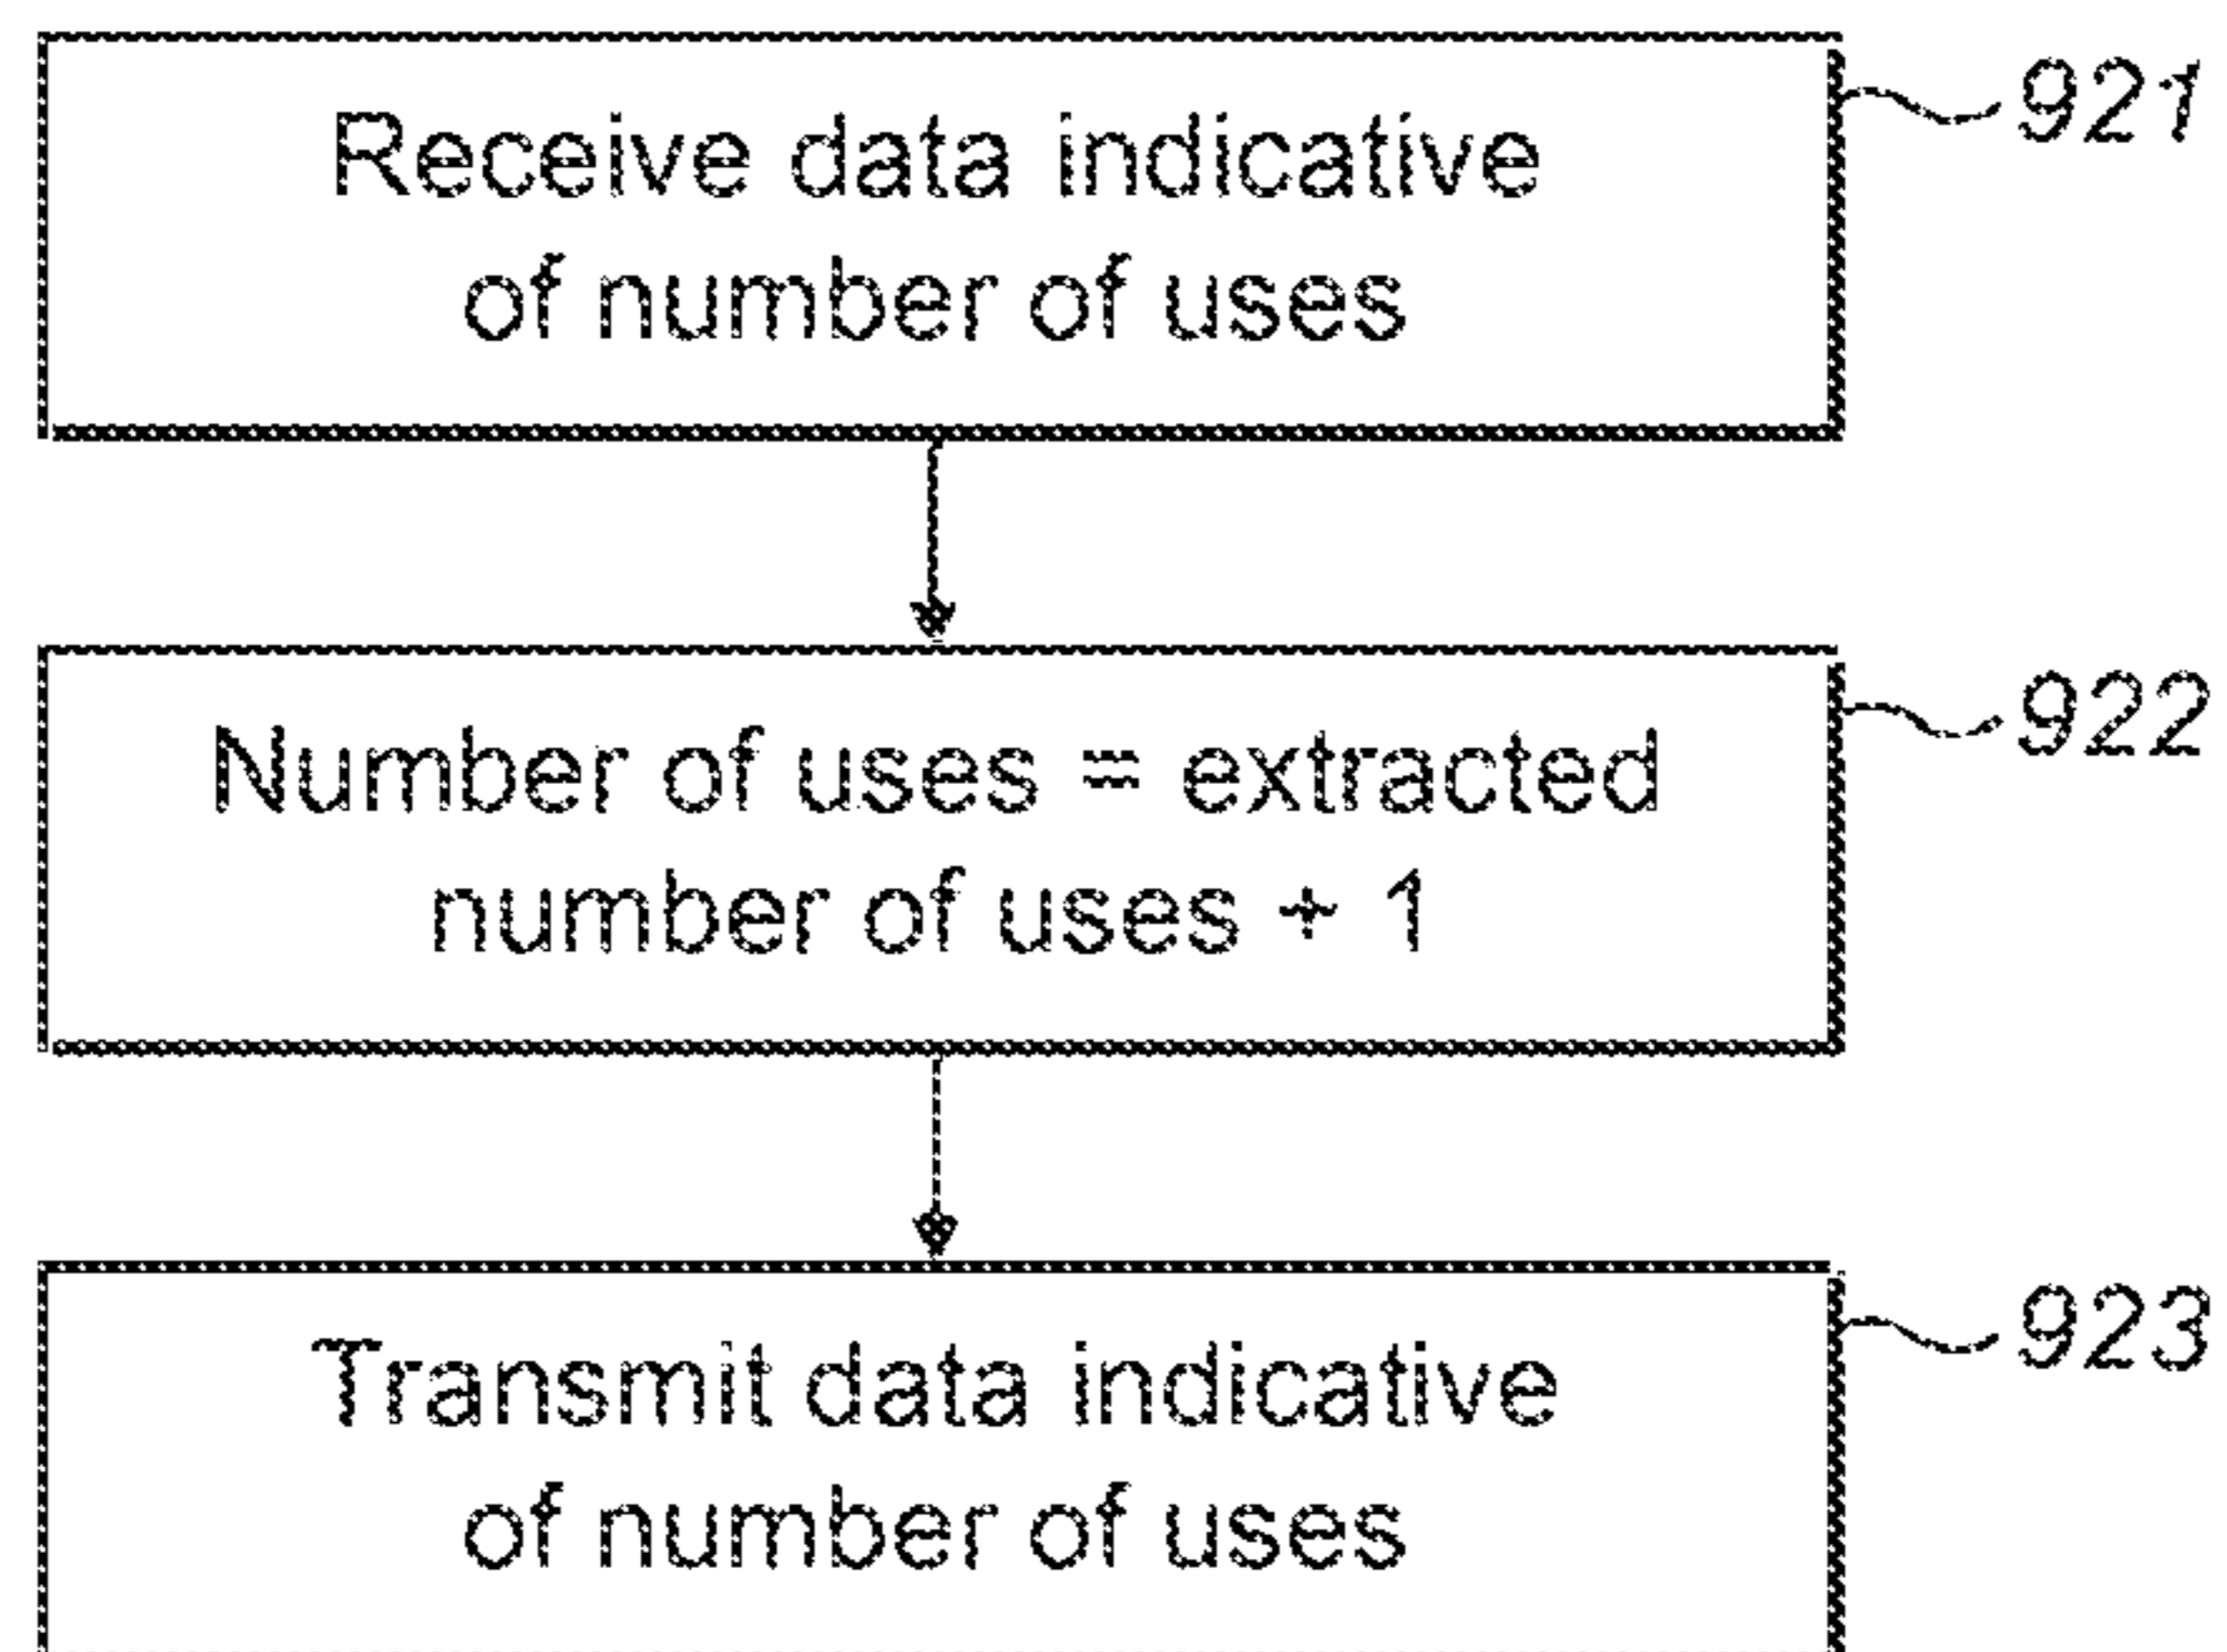 Receive data indicative
of number of uses
921
Number of uses = extracted
number of uses + 1
922
Transmit data indicative
of number of uses
923